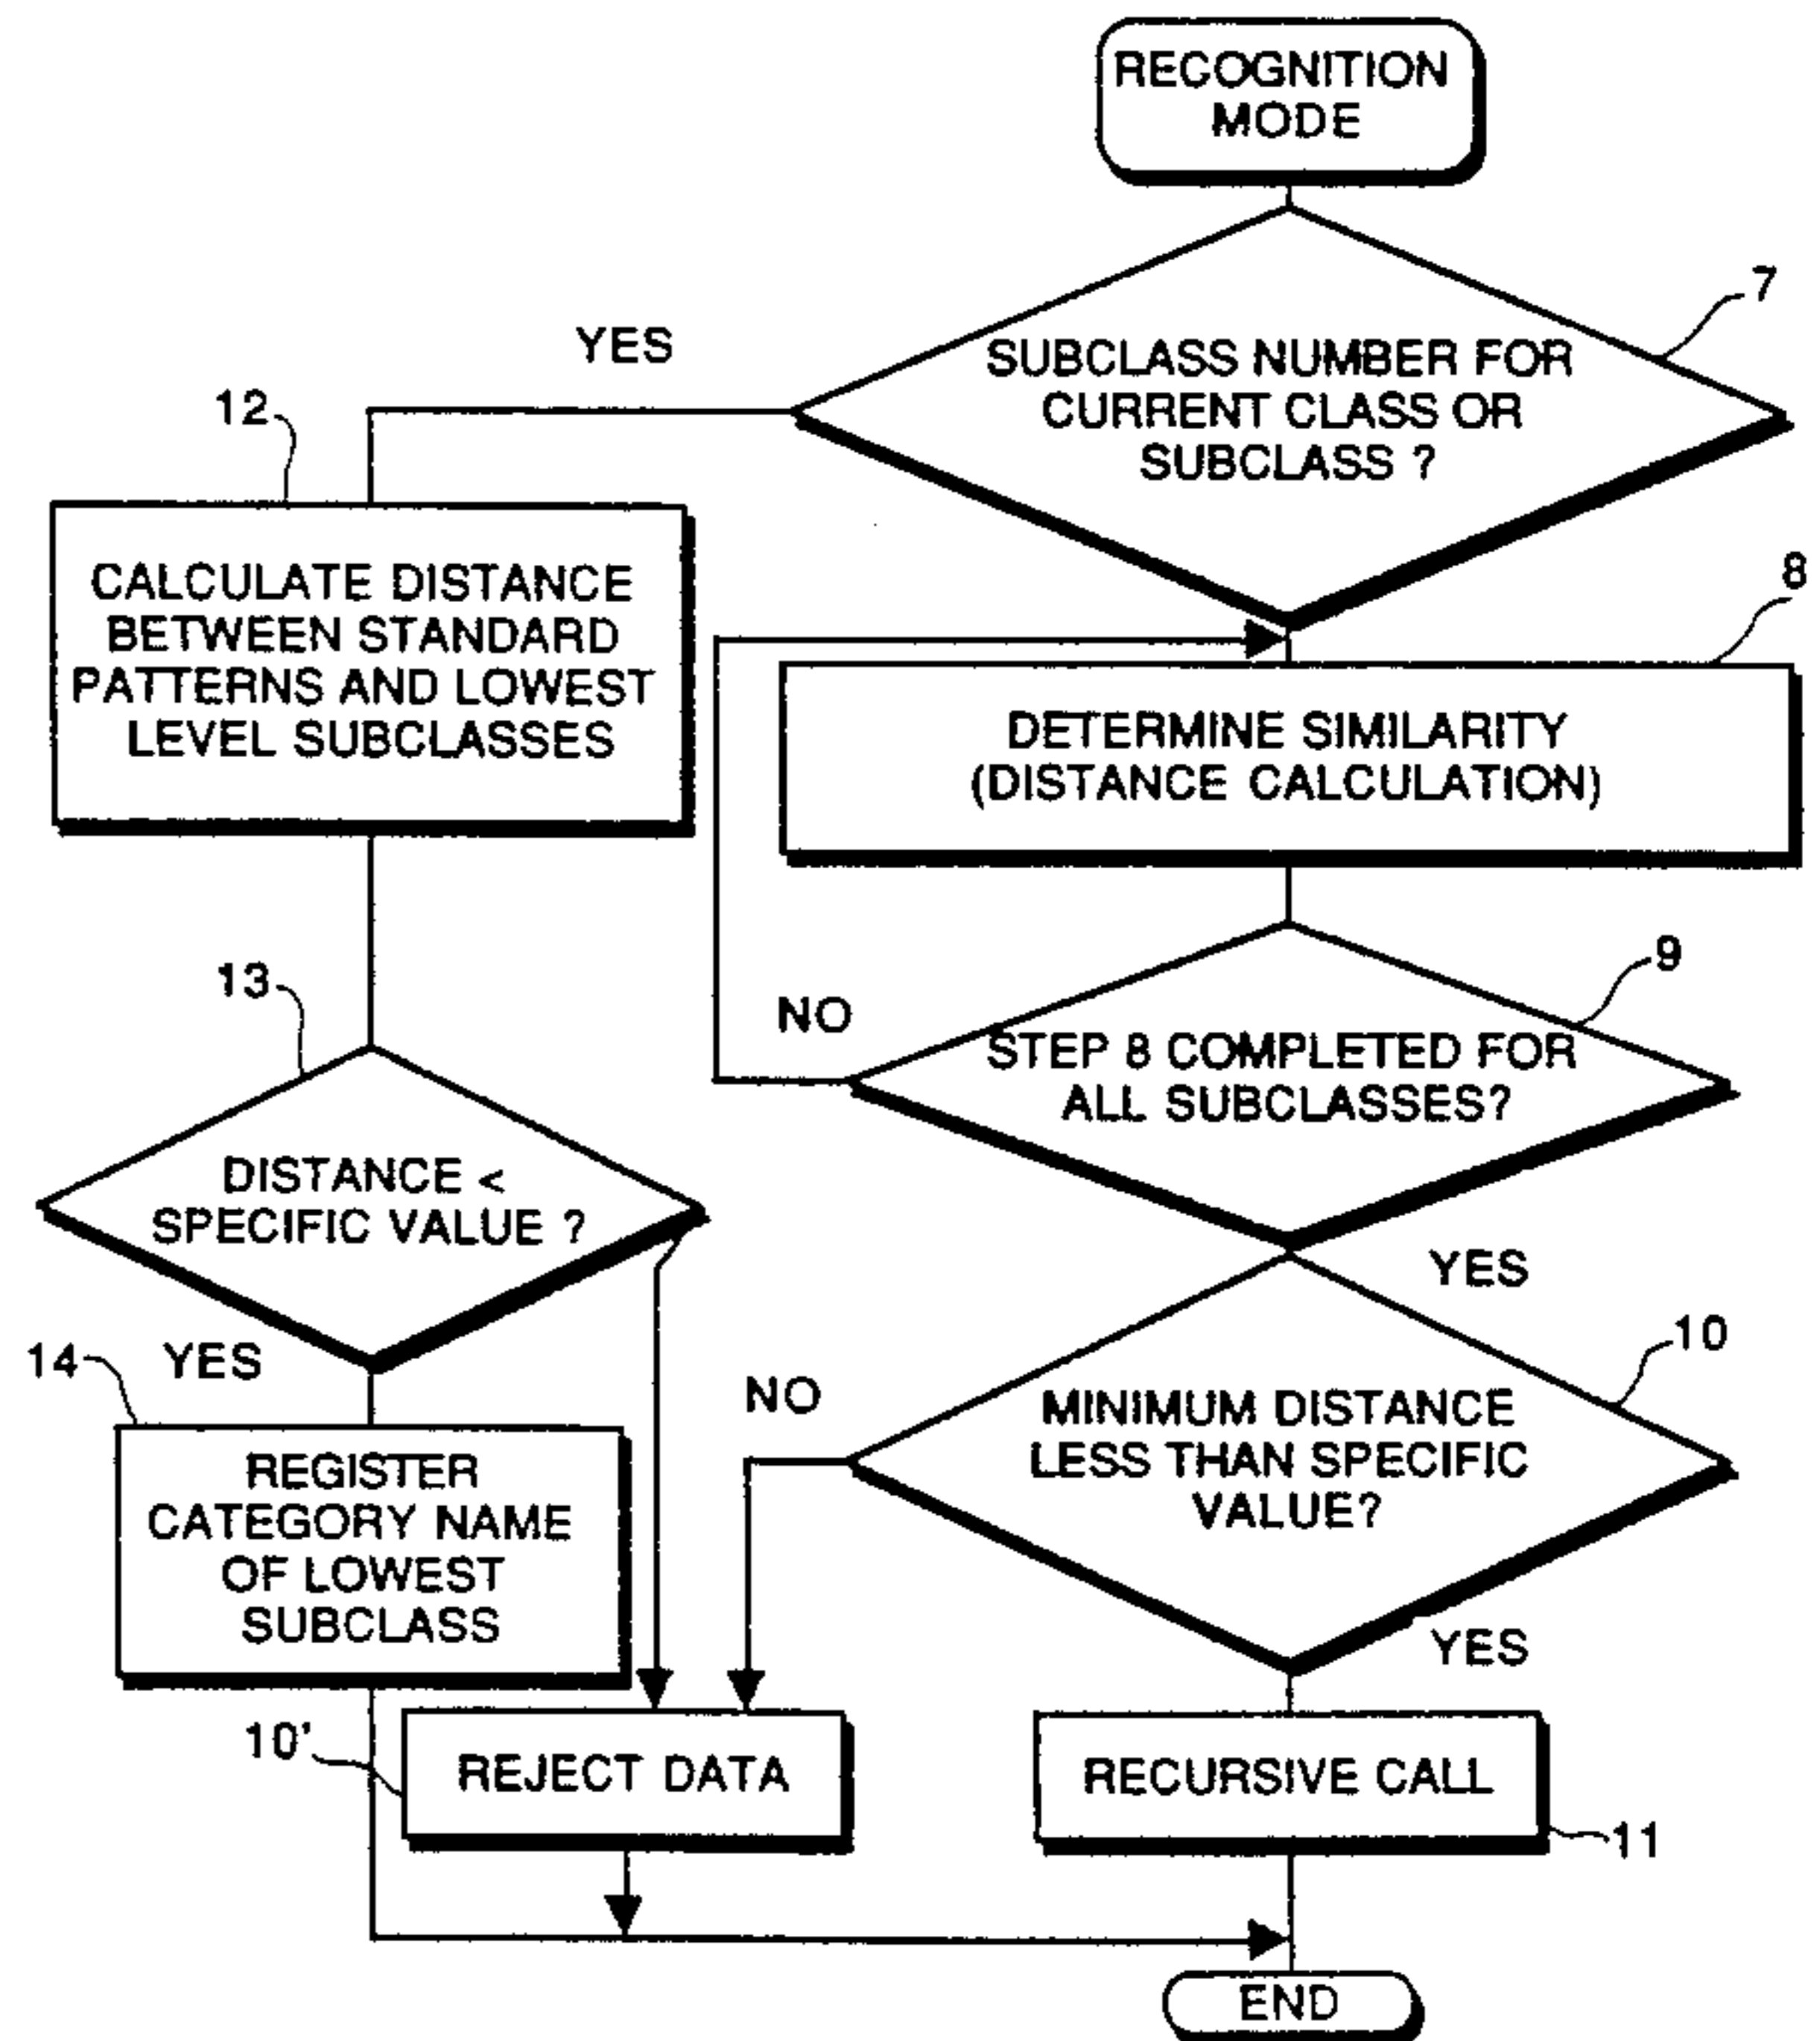 RECOGNITION
MODE
7
SUBCLASS NUMBER FOR
CURRENT CLASS OR
SUBCLASS ?
YES
12
CALCULATE DISTANCE
BETWEEN STANDARD
PATTERNS AND LOWEST
LEVEL SUBCLASSES
8
DETERMINE SIMILARITY
(DISTANCE CALCULATION)
13
DISTANCE <
SPECIFIC VALUE ?
9
NO
STEP 8 COMPLETED FOR
ALL SUBCLASSES?
YES
14
YES
REGISTER
CATEGORY NAME
OF LOWEST
SUBCLASS
10
NO
MINIMUM DISTANCE
LESS THAN SPECIFIC
VALUE?
YES
10'
REJECT DATA
RECURSIVE CALL
11
END